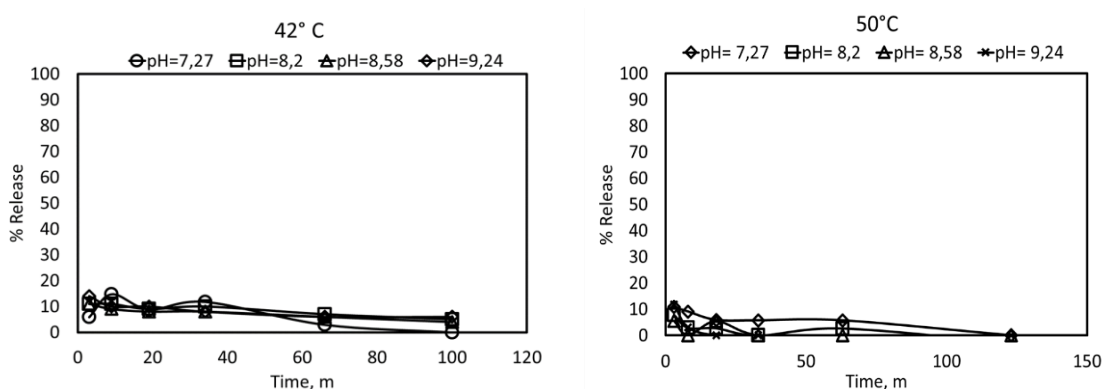 42° C
pH=7,27 pH=8,2 pH=8,58 pH=9,24
100
90
80
70
60
50
40
30
20
10
0
% Release
0 20 40 60 80 100 120
Time, m
50°C
pH= 7,27 pH= 8,2 pH= 8,58 pH= 9,24
100
90
80
70
60
50
40
30
20
10
0
% Release
0 50 100 150
Time, m